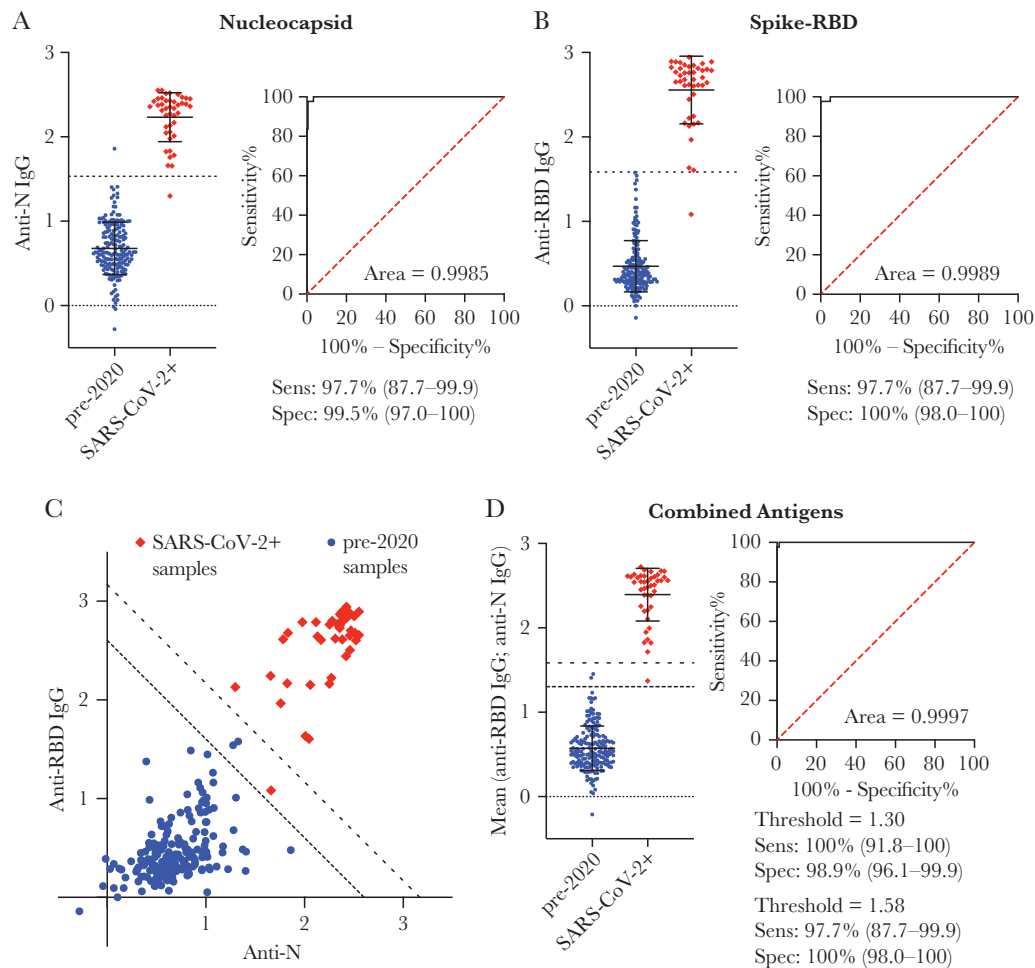 A
Nucleocapsid
3
2
1
0
Anti-N IgG
pre-2020
SARS-CoV-2+
100
80
60
40
20
0
Sensitivity%
Area = 0.9985
0 20 40 60 80 100
100% – Specificity%
Sens: 97.7% (87.7–99.9)
Spec: 99.5% (97.0–100)
B
Spike-RBD
3
2
1
0
Anti-RBD IgG
pre-2020
SARS-CoV-2+
100
80
60
40
20
0
Sensitivity%
Area = 0.9989
0 20 40 60 80 100
100% – Specificity%
Sens: 97.7% (87.7–99.9)
Spec: 100% (98.0–100)
C
SARS-CoV-2+
samples
pre-2020
samples
3
2
1
Anti-RBD IgG
1 2 3
Anti-N
D
Combined Antigens
3
2
1
0
Mean (anti-RBD IgG; anti-N IgG)
pre-2020
SARS-CoV-2+
100
80
60
40
20
0
Sensitivity%
Area = 0.9997
0 20 40 60 80 100
100% - Specificity%
Threshold = 1.30
Sens: 100% (91.8–100)
Spec: 98.9% (96.1–99.9)
Threshold = 1.58
Sens: 97.7% (87.7–99.9)
Spec: 100% (98.0–100)